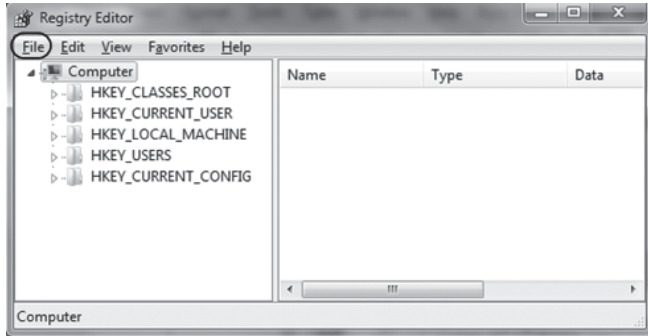 Registry Editor
File Edit View Favorites Help
Computer
HKEY_CLASSES_ROOT
HKEY_CURRENT_USER
HKEY_LOCAL_MACHINE
HKEY_USERS
HKEY_CURRENT_CONFIG
Name Type Data
Computer